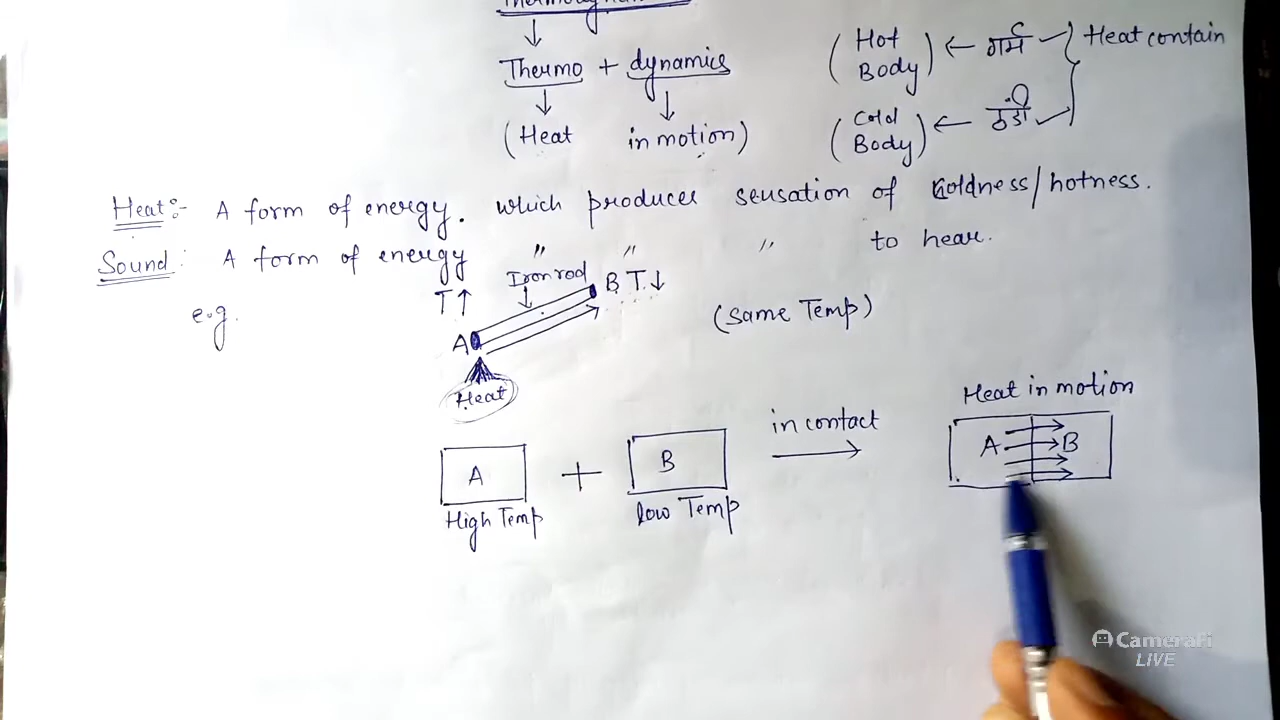 Thermo + dynamics
(Heat in motion)
(Hot Body) ← गर्म
(Cold Body) ← ठंडी
Heat contain
Heat:- A form of energy. which produces sensation of Coldness/hotness.
Sound: A form of energy " " " to hear.
e.g.
T↑
Iron rod
B T↓
A
Heat
(Same Temp)
A + B
High Temp
low Temp
in contact
→
Heat in motion
A → B
CameraFi
LIVE